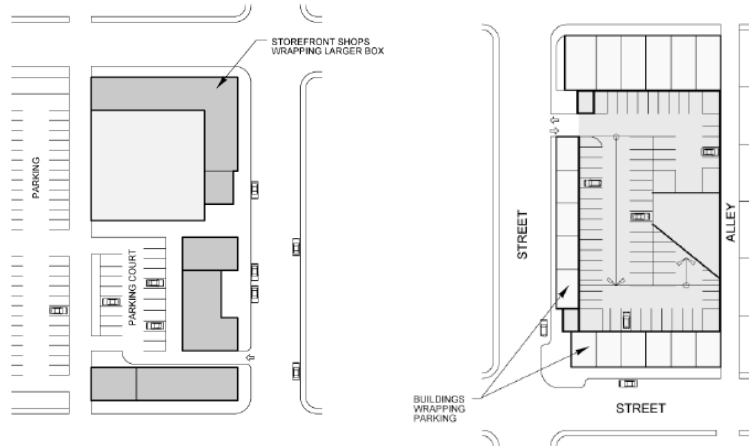 STOREFRONT SHOPS
WRAPPING LARGER BOX
PARKING
PARKING COURT
STREET
ALLEY
BUILDINGS
WRAPPING
PARKING
STREET